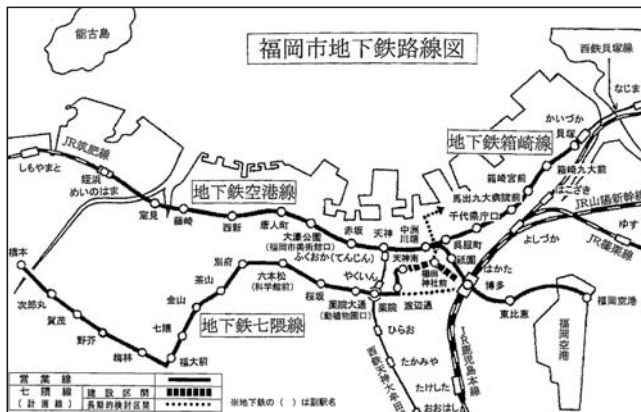 能古島
福岡市地下鉄路線図
西鉄貝塚線
なじま
かいづか
貝塚
地下鉄箱崎線
JR筑肥線
しもやまと
姪浜
めいのはま
箱崎宮前
箱崎九大前
はこざき
馬出九大病院前
JR山陽新幹線
地下鉄空港線
千代県庁口
室見
藤崎
西新
唐人町
大濠公園
(福岡市美術館口)
赤坂
天神
中洲
川端
呉服町
祇園
よしづか
ゆす
JR篠栗線
ふくおか(てんじん)
天神南
橋本
別府
六本松
(科学館前)
やくいん
神社前
はかた
博多
茶山
桜坂
薬院大通
(動植物園口)
薬院
渡辺通
東比恵
福岡空港
次郎丸
金山
賀茂
七隈
地下鉄七隈線
ひらお
福岡空港
野芥
西鉄天神大牟田
JR鹿児島本線
梅林
福大前
たかみや
たけした
おおはし
営業線
七隈線
(計画線)
建設区間
長期的検討区間
※地下鉄の( )は副駅名